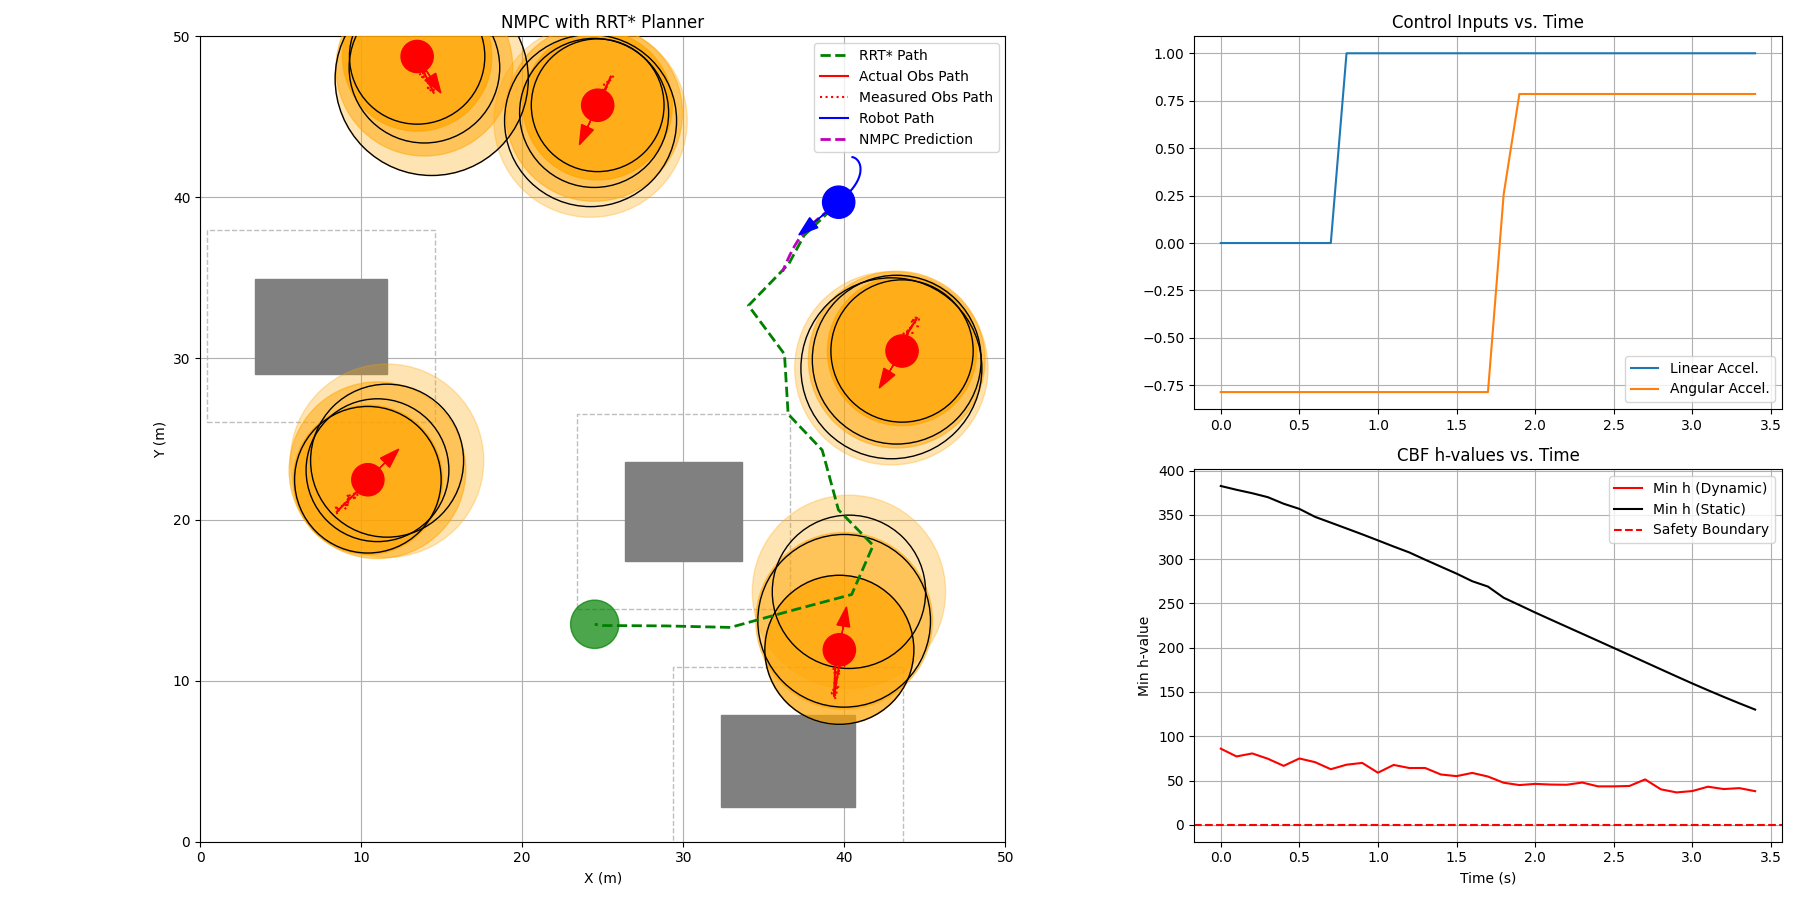 NMPC with RRT* Planner
RRT* Path
Actual Obs Path
Measured Obs Path
Robot Path
NMPC Prediction
50
40
30
20
10
0
Y (m)
0 10 20 30 40 50
X (m)
Control Inputs vs. Time
1.00
0.75
0.50
0.25
0.00
−0.25
−0.50
−0.75
Linear Accel.
Angular Accel.
0.0 0.5 1.0 1.5 2.0 2.5 3.0 3.5
CBF h-values vs. Time
400
350
300
250
200
150
100
50
0
Min h-value
Min h (Dynamic)
Min h (Static)
Safety Boundary
0.0 0.5 1.0 1.5 2.0 2.5 3.0 3.5
Time (s)